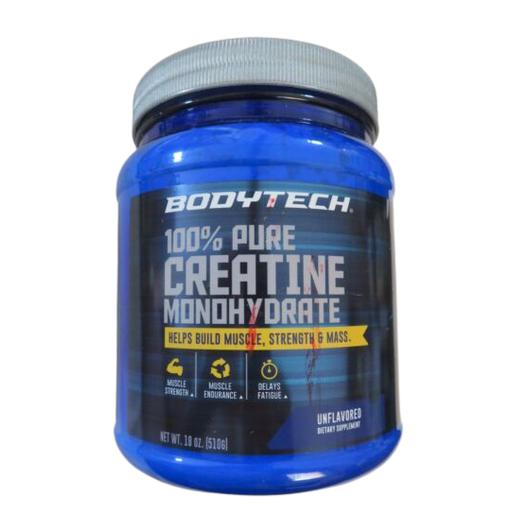 BODYTECH®
100% PURE
CREATINE
MONOHYDRATE
HELPS BUILD MUSCLE, STRENGTH & MASS.
MUSCLE
STRENGTH▲
MUSCLE
ENDURANCE▲
DELAYS
FATIGUE▲
UNFLAVORED
DIETARY SUPPLEMENT
NET WT. 18 oz. (510g)